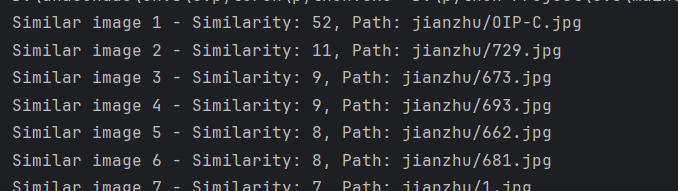 Similar image 1 - Similarity: 52, Path: jianzhu/OIP-C.jpg
Similar image 2 - Similarity: 11, Path: jianzhu/729.jpg
Similar image 3 - Similarity: 9, Path: jianzhu/673.jpg
Similar image 4 - Similarity: 9, Path: jianzhu/693.jpg
Similar image 5 - Similarity: 8, Path: jianzhu/662.jpg
Similar image 6 - Similarity: 8, Path: jianzhu/681.jpg
Similar image 7 - Similarity: 7, Path: jianzhu/1.jpg